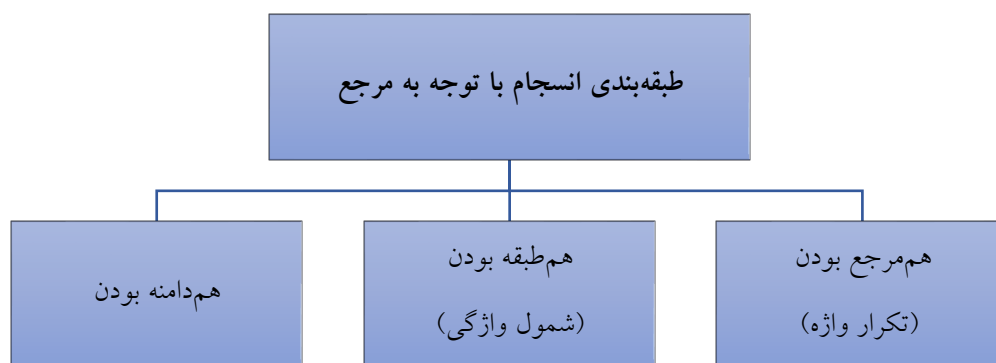 طبقه‌بندی انسجام با توجه به مرجع
هم‌مرجع بودن
(تکرار واژه)
هم‌طبقه بودن
(شمول واژگی)
هم‌دامنه بودن